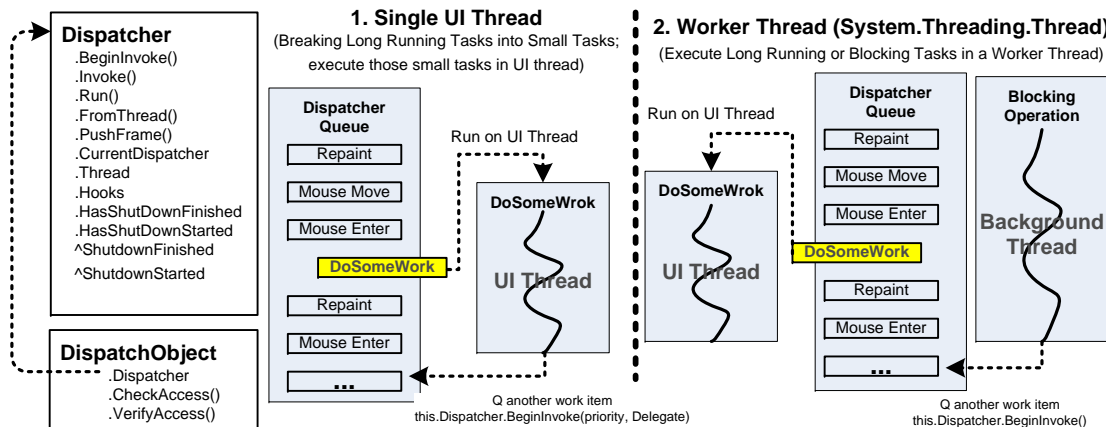 Dispatcher
.BeginInvoke()
.Invoke()
.Run()
.FromThread()
.PushFrame()
.CurrentDispatcher
.Thread
.Hooks
.HasShutDownFinished
.HasShutDownStarted
^ShutdownFinished
^ShutdownStarted
DispatchObject
.Dispatcher
.CheckAccess()
.VerifyAccess()
1. Single UI Thread
(Breaking Long Running Tasks into Small Tasks;
execute those small tasks in UI thread)
Dispatcher
Queue
Repaint
Mouse Move
Mouse Enter
DoSomeWork
Repaint
Mouse Enter
...
Run on UI Thread
DoSomeWrok
UI Thread
Q another work item
this.Dispatcher.BeginInvoke(priority, Delegate)
2. Worker Thread (System.Threading.Thread)
(Execute Long Running or Blocking Tasks in a Worker Thread)
Run on UI Thread
DoSomeWrok
UI Thread
Dispatcher
Queue
Repaint
Mouse Move
Mouse Enter
DoSomeWork
Repaint
Mouse Enter
...
Blocking
Operation
Background
Thread
Q another work item
this.Dispatcher.BeginInvoke()